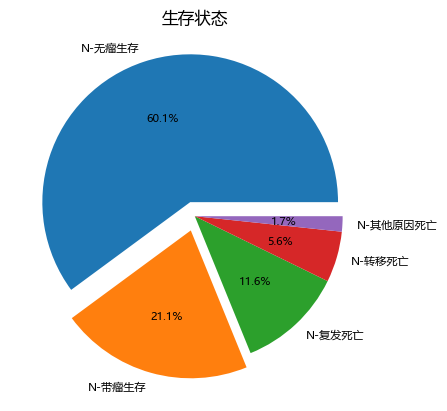 生存状态
N-无瘤生存
60.1%
1.7%
N-其他原因死亡
5.6%
N-转移死亡
11.6%
21.1%
N-复发死亡
N-带瘤生存